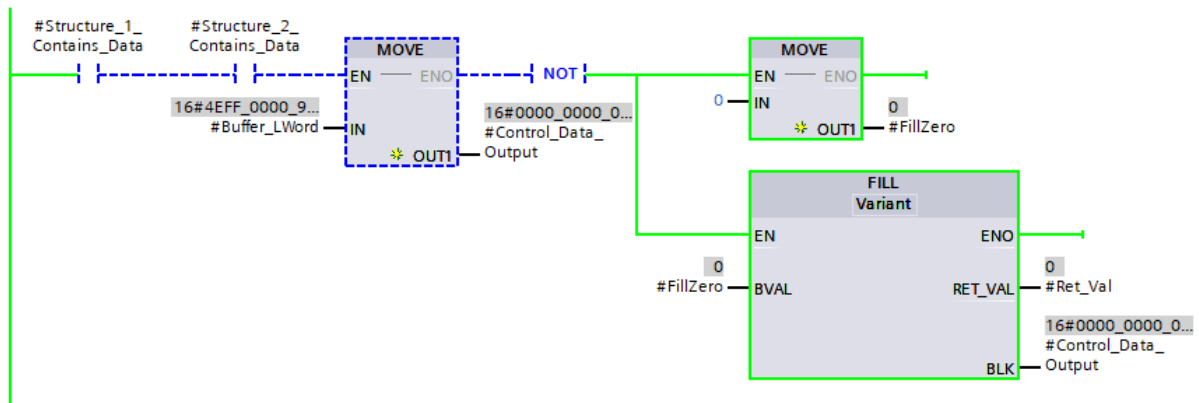 #Structure_1_
Contains_Data
#Structure_2_
Contains_Data
MOVE
EN
ENO
16#4EFF_0000_9...
#Buffer_LWord
IN
OUT1
16#0000_0000_0...
#Control_Data_
Output
NOT
MOVE
EN
ENO
0
IN
OUT1
0
#FillZero
FILL
Variant
EN
ENO
0
#FillZero
BVAL
RET_VAL
0
#Ret_Val
BLK
16#0000_0000_0...
#Control_Data_
Output